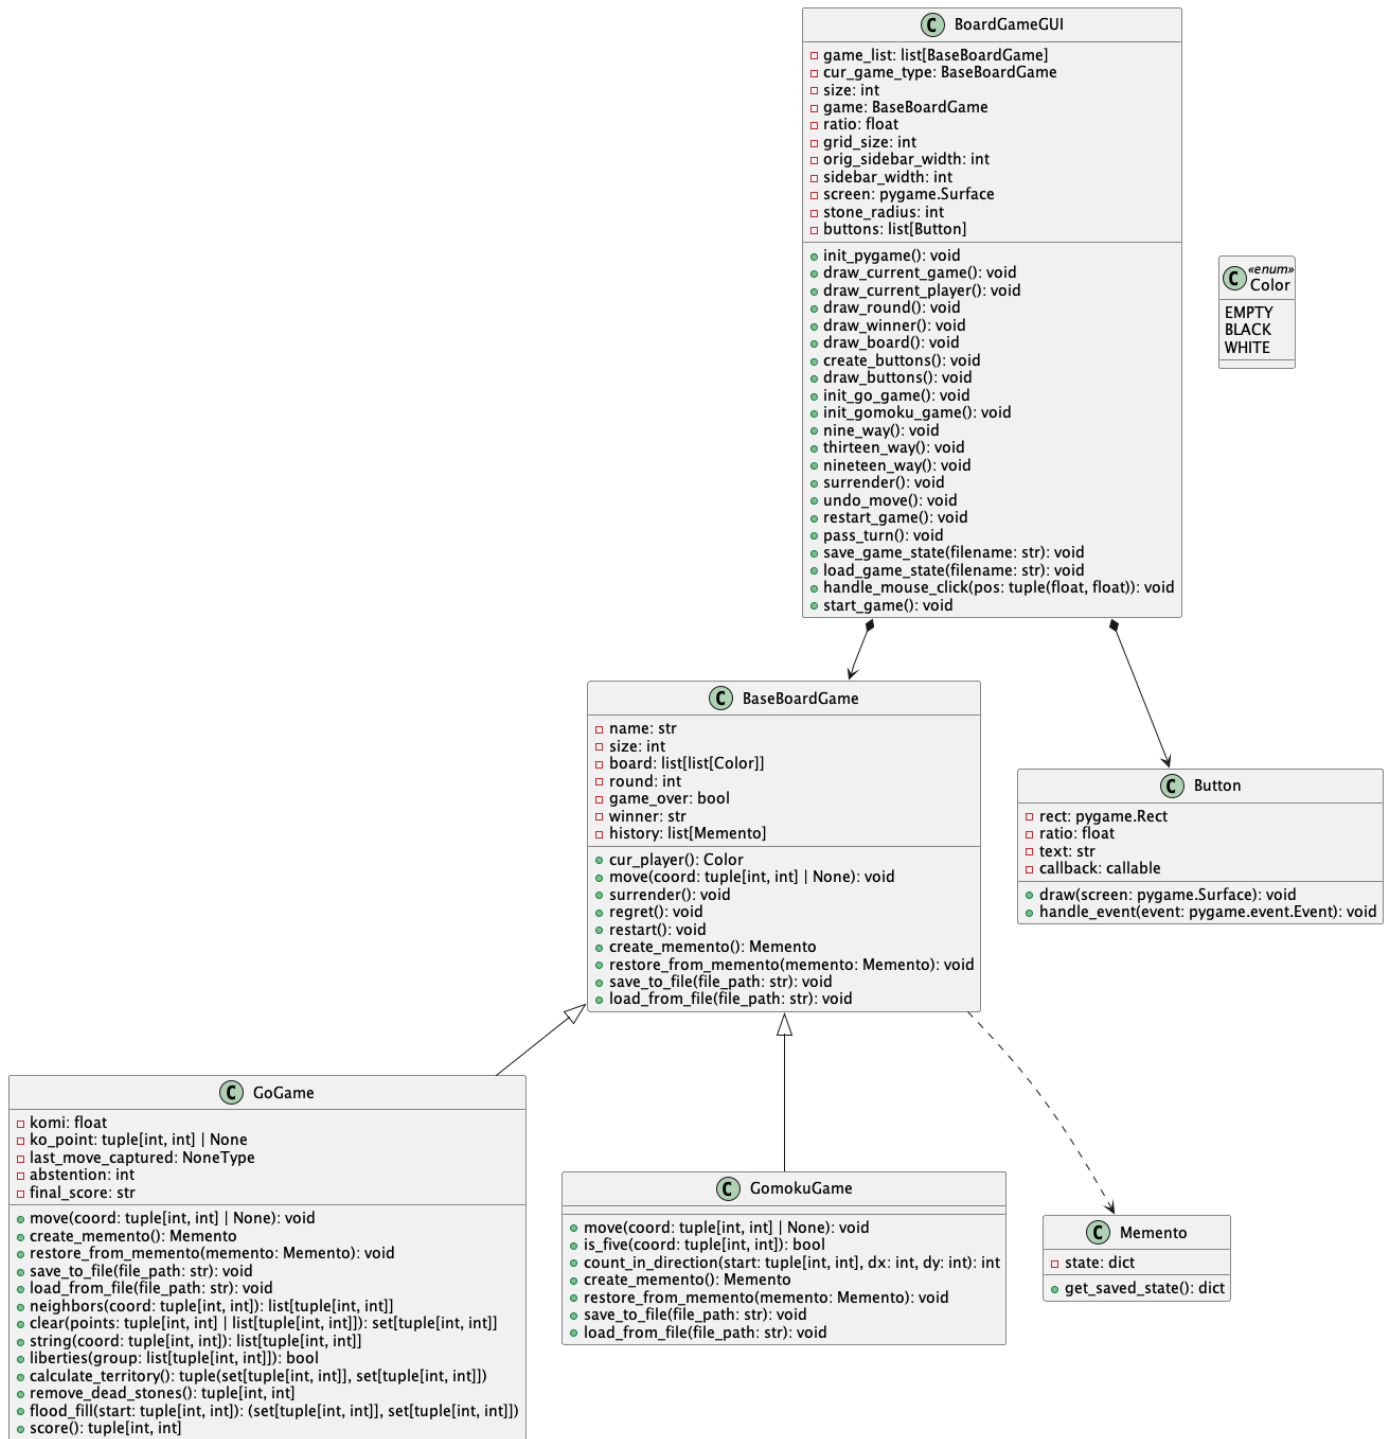 C BoardGameGUI
game_list: list[BaseBoardGame]
cur_game_type: BaseBoardGame
size: int
game: BaseBoardGame
ratio: float
grid_size: int
orig_sidebar_width: int
sidebar_width: int
screen: pygame.Surface
stone_radius: int
buttons: list[Button]
init_pygame(): void
draw_current_game(): void
draw_current_player(): void
draw_round(): void
draw_winner(): void
draw_board(): void
create_buttons(): void
draw_buttons(): void
init_go_game(): void
init_gomoku_game(): void
nine_way(): void
thirteen_way(): void
nineteen_way(): void
surrender(): void
undo_move(): void
restart_game(): void
pass_turn(): void
save_game_state(filename: str): void
load_game_state(filename: str): void
handle_mouse_click(pos: tuple(float, float)): void
start_game(): void
«enum»
C Color
EMPTY
BLACK
WHITE
C BaseBoardGame
name: str
size: int
board: list[list[Color]]
round: int
game_over: bool
winner: str
history: list[Memento]
cur_player(): Color
move(coord: tuple[int, int] | None): void
surrender(): void
regret(): void
restart(): void
create_memento(): Memento
restore_from_memento(memento: Memento): void
save_to_file(file_path: str): void
load_from_file(file_path: str): void
C Button
rect: pygame.Rect
ratio: float
text: str
callback: callable
draw(screen: pygame.Surface): void
handle_event(event: pygame.event.Event): void
C GoGame
komi: float
ko_point: tuple[int, int] | None
last_move_captured: NoneType
abstention: int
final_score: str
move(coord: tuple[int, int] | None): void
create_memento(): Memento
restore_from_memento(memento: Memento): void
save_to_file(file_path: str): void
load_from_file(file_path: str): void
neighbors(coord: tuple[int, int]): list[tuple[int, int]]
clear(points: tuple[int, int] | list[tuple[int, int]]): set[tuple[int, int]]
string(coord: tuple[int, int]): list[tuple[int, int]]
liberties(group: list[tuple[int, int]]): bool
calculate_territory(): tuple(set[tuple[int, int]], set[tuple[int, int]])
remove_dead_stones(): tuple[int, int]
flood_fill(start: tuple[int, int]): (set[tuple[int, int]], set[tuple[int, int]])
score(): tuple[int, int]
C GomokuGame
move(coord: tuple[int, int] | None): void
is_five(coord: tuple[int, int]): bool
count_in_direction(start: tuple[int, int], dx: int, dy: int): int
create_memento(): Memento
restore_from_memento(memento: Memento): void
save_to_file(file_path: str): void
load_from_file(file_path: str): void
C Memento
state: dict
get_saved_state(): dict